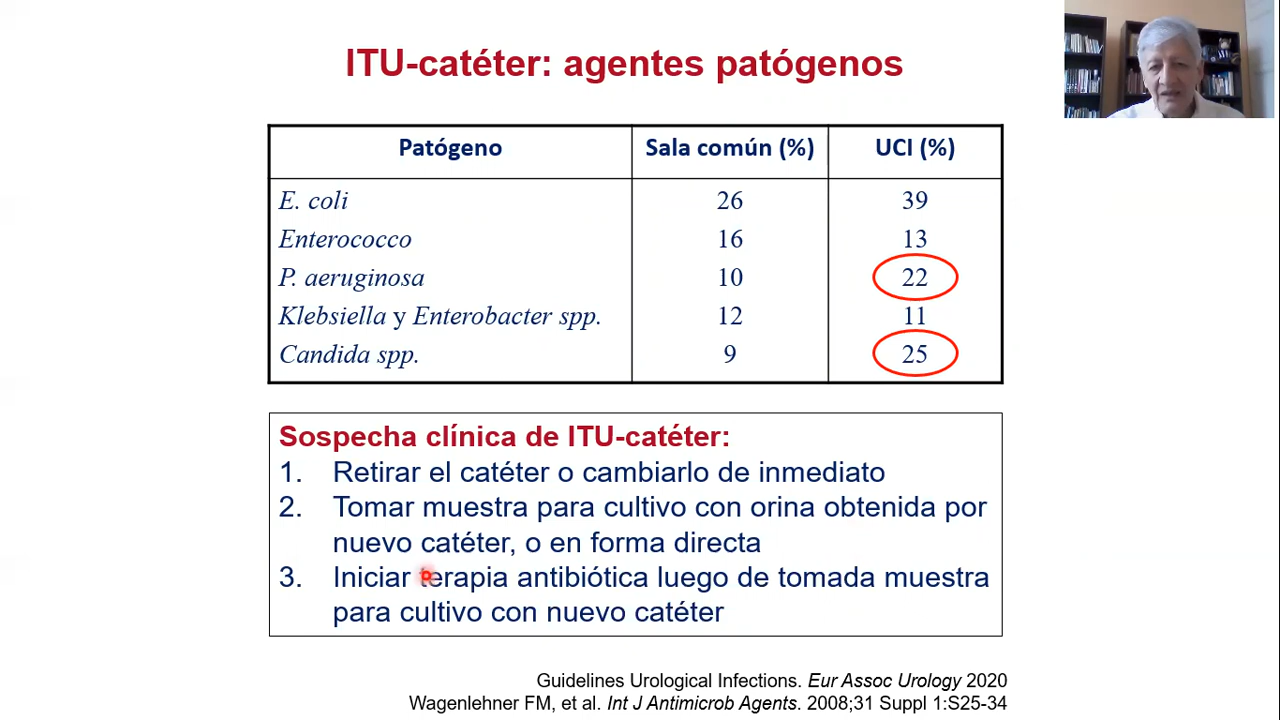 ITU-catéter: agentes patógenos
Patógeno Sala común (%) UCI (%)
E. coli 26 39
Enterococco 16 13
P. aeruginosa 10 22
Klebsiella y Enterobacter spp. 12 11
Candida spp. 9 25
Sospecha clínica de ITU-catéter:
1. Retirar el catéter o cambiarlo de inmediato
2. Tomar muestra para cultivo con orina obtenida por
nuevo catéter, o en forma directa
3. Iniciar terapia antibiótica luego de tomada muestra
para cultivo con nuevo catéter
Guidelines Urological Infections. Eur Assoc Urology 2020
Wagenlehner FM, et al. Int J Antimicrob Agents. 2008;31 Suppl 1:S25-34